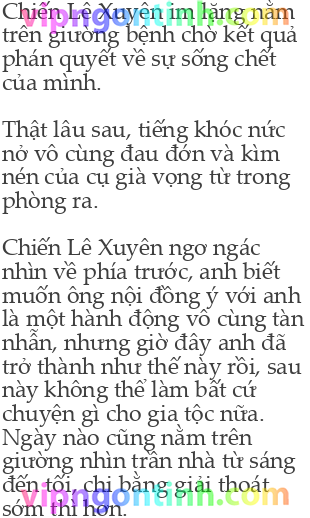 Chiến Lê Xuyên im lặng nằm
trên giường bệnh chờ kết quả
phán quyết về sự sống chết
của mình.
Thật lâu sau, tiếng khóc nức
nở vô cùng đau đớn và kìm
nén của cụ già vọng từ trong
phòng ra.
Chiến Lê Xuyên ngơ ngác
nhìn về phía trước, anh biết
muốn ông nội đồng ý với anh
là một hành động vô cùng tàn
nhẫn, nhưng giờ đây anh đã
trở thành như thế này rồi, sau
này không thể làm bất cứ
chuyện gì cho gia tộc nữa.
Ngày nào cũng nằm trên
giường nhìn trần nhà từ sáng
đến tối, chi bằng giải thoát
sớm thì hơn.
vipngontinh.com
vipngontinh.com